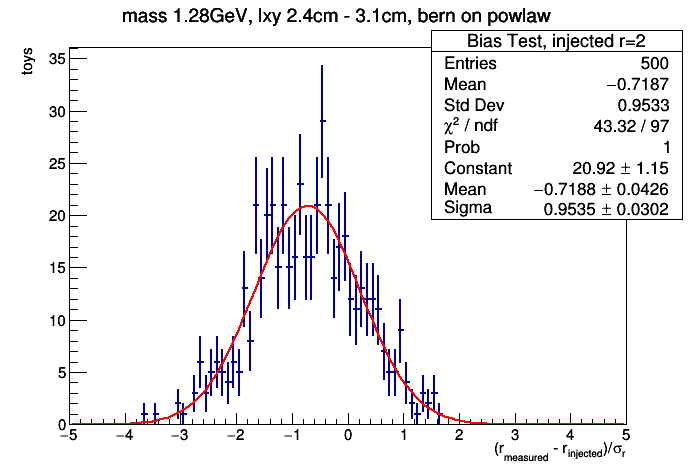 mass 1.28GeV, lxy 2.4cm - 3.1cm, bern on powlaw
Bias Test, injected r=2
Entries 500
Mean −0.7187
Std Dev 0.9533
χ² / ndf 43.32 / 97
Prob 1
Constant 20.92 ± 1.15
Mean −0.7188 ± 0.0426
Sigma 0.9535 ± 0.0302
toys
35
30
25
20
15
10
5
0
−5 −4 −3 −2 −1 0 1 2 3 4 5
(r_measured - r_injected)/σ_r